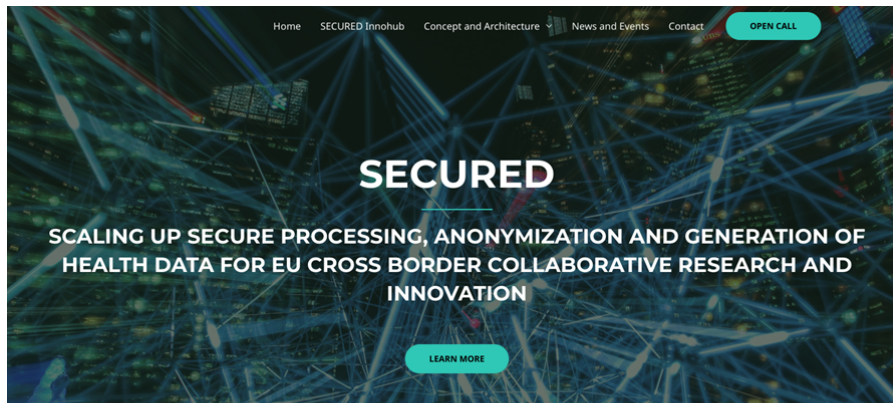 Home SECURED Innohub Concept and Architecture News and Events Contact OPEN CALL
SECURED
SCALING UP SECURE PROCESSING, ANONYMIZATION AND GENERATION OF
HEALTH DATA FOR EU CROSS BORDER COLLABORATIVE RESEARCH AND
INNOVATION
LEARN MORE